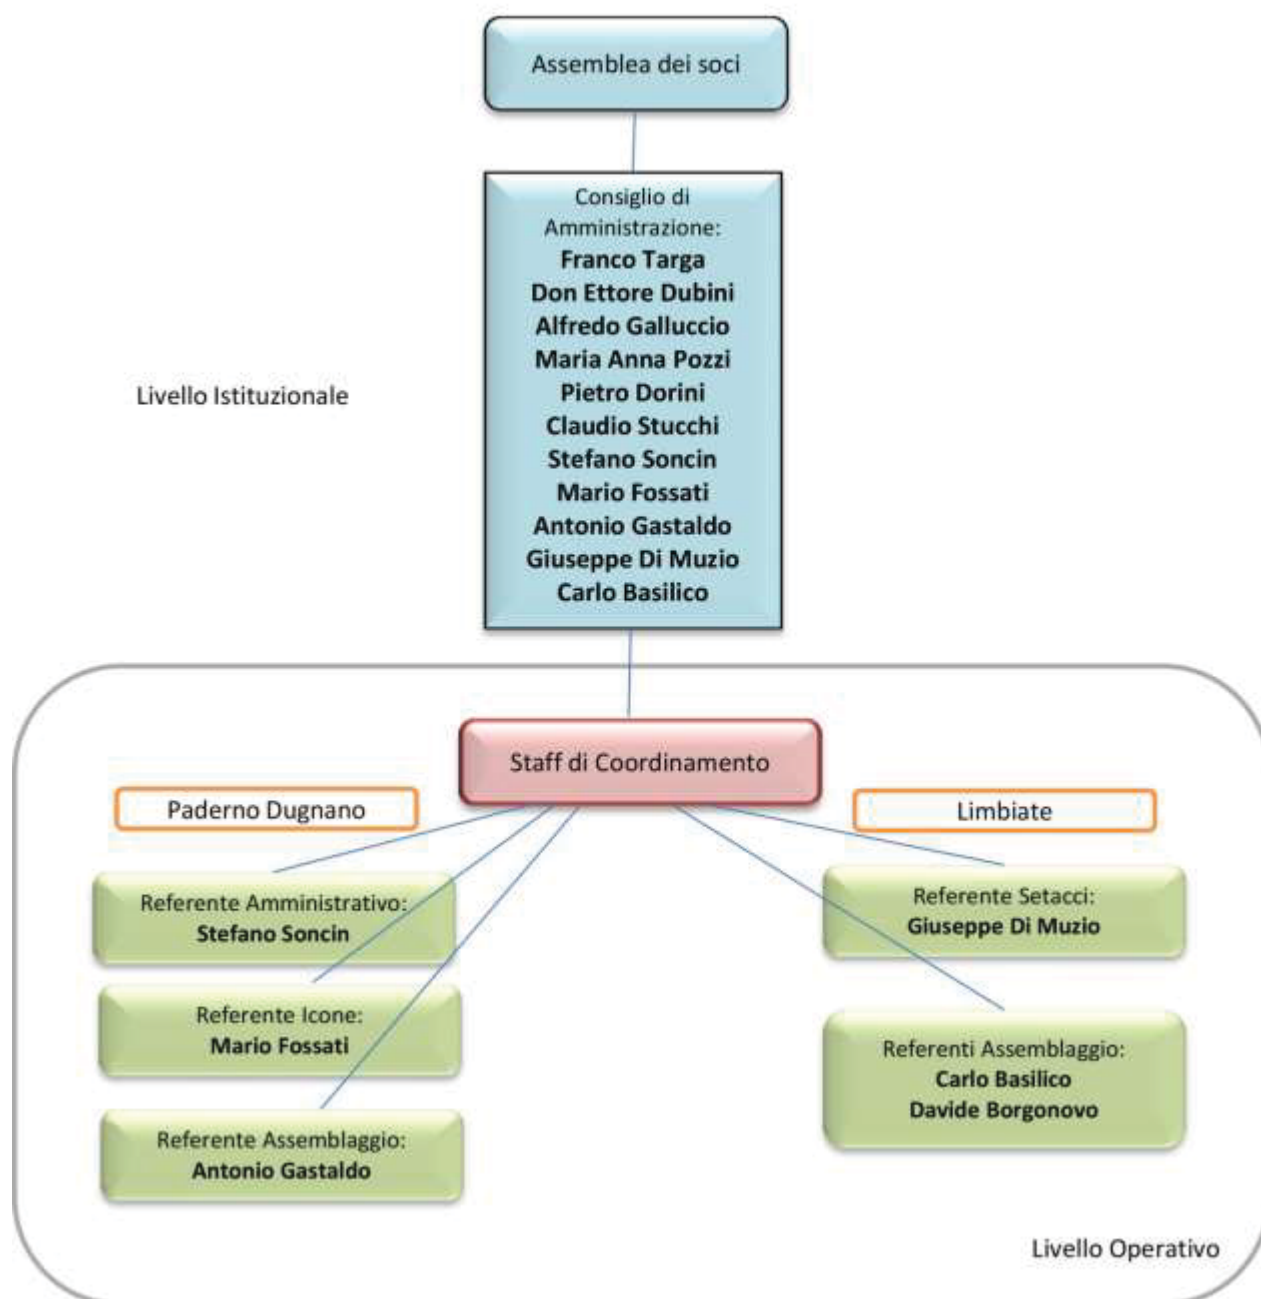 Assemblea dei soci
Consiglio di
Amministrazione:
Franco Targa
Don Ettore Dubini
Alfredo Galluccio
Maria Anna Pozzi
Pietro Dorini
Claudio Stucchi
Stefano Soncin
Mario Fossati
Antonio Gastaldo
Giuseppe Di Muzio
Carlo Basilico
Livello Istituzionale
Staff di Coordinamento
Paderno Dugnano
Referente Amministrativo:
Stefano Soncin
Referente Icone:
Mario Fossati
Referente Assemblaggio:
Antonio Gastaldo
Limbiate
Referente Setacci:
Giuseppe Di Muzio
Referenti Assemblaggio:
Carlo Basilico
Davide Borgonovo
Livello Operativo